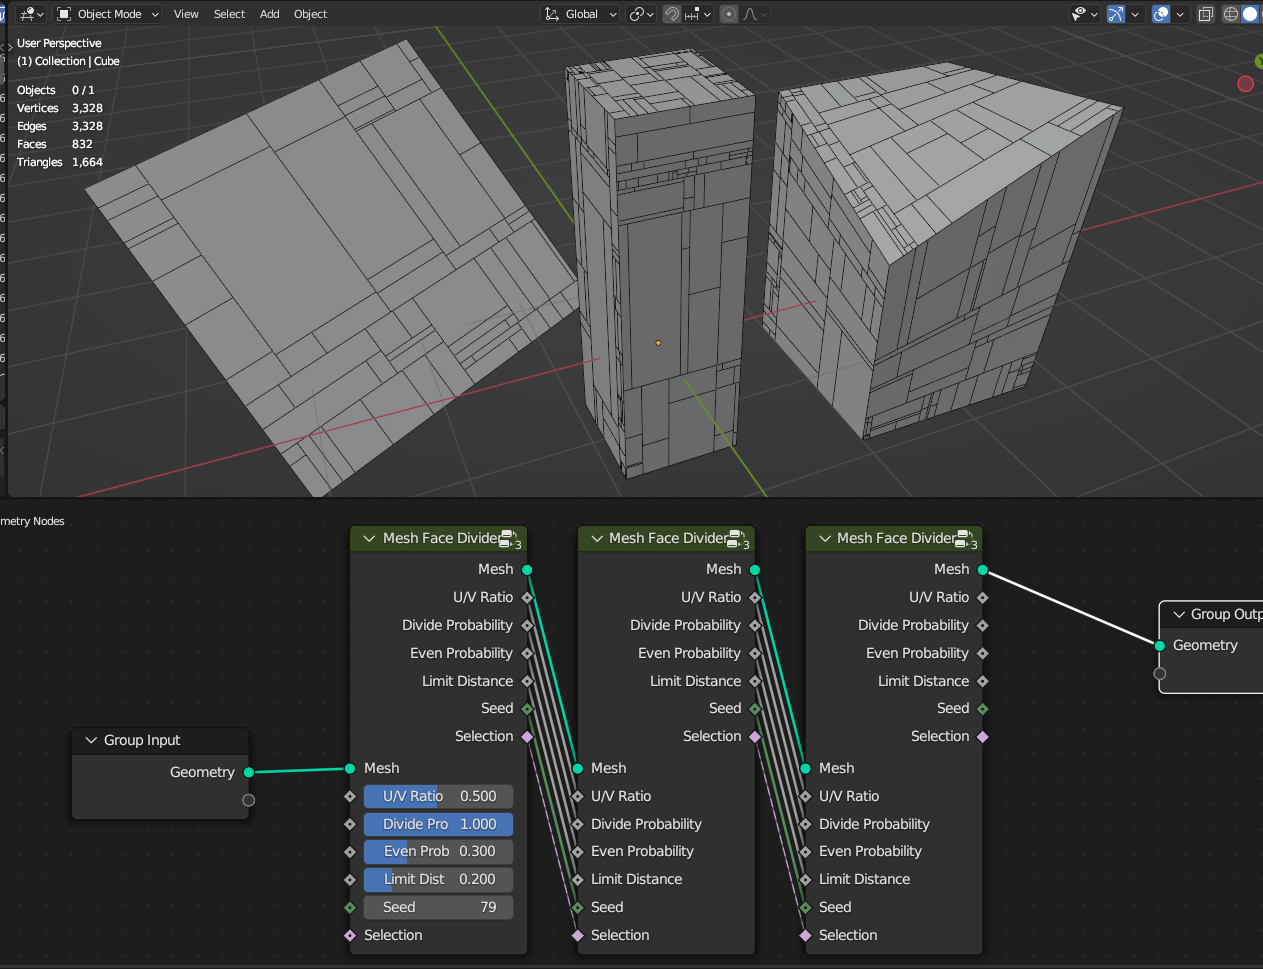 Object Mode View Select Add Object Global
User Perspective
(1) Collection | Cube
Objects 0 / 1
Vertices 3,328
Edges 3,328
Faces 832
Triangles 1,664
metry Nodes
Mesh Face Divider 3
Mesh
U/V Ratio
Divide Probability
Even Probability
Limit Distance
Seed
Selection
Mesh
U/V Ratio 0.500
Divide Pro 1.000
Even Prob 0.300
Limit Dist 0.200
Seed 79
Selection
Mesh Face Divider 3
Mesh
U/V Ratio
Divide Probability
Even Probability
Limit Distance
Seed
Selection
Mesh
U/V Ratio
Divide Probability
Even Probability
Limit Distance
Seed
Selection
Mesh Face Divider 3
Mesh
U/V Ratio
Divide Probability
Even Probability
Limit Distance
Seed
Selection
Mesh
U/V Ratio
Divide Probability
Even Probability
Limit Distance
Seed
Selection
Group Input
Geometry
Group Outp
Geometry